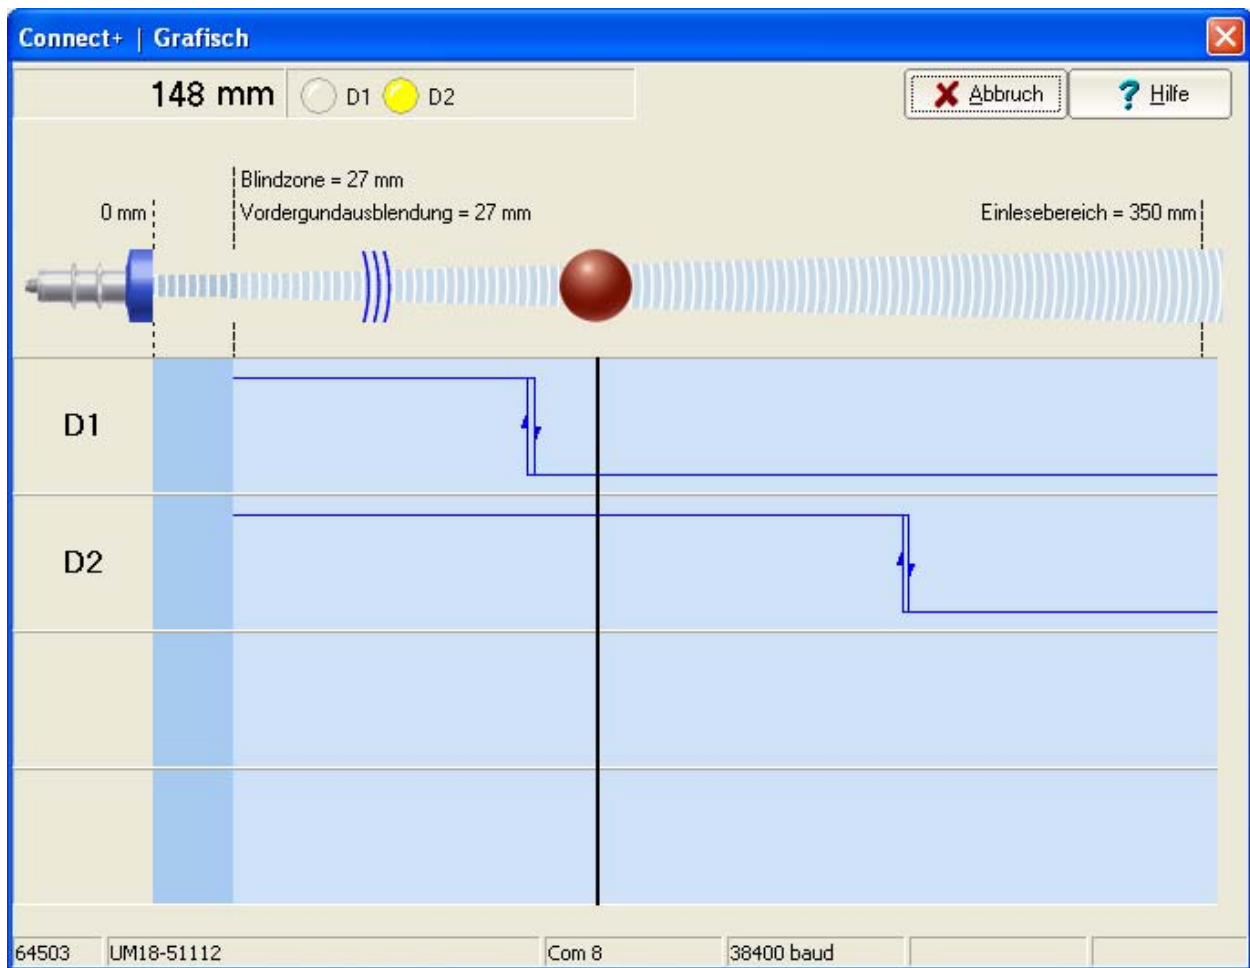 Connect+ | Grafisch
148 mm D1 D2 Abbruch ? Hilfe
Blindzone = 27 mm
0 mm Vordergundausblendung = 27 mm Einlesebereich = 350 mm
D1
D2
64503 UM18-51112 Com 8 38400 baud